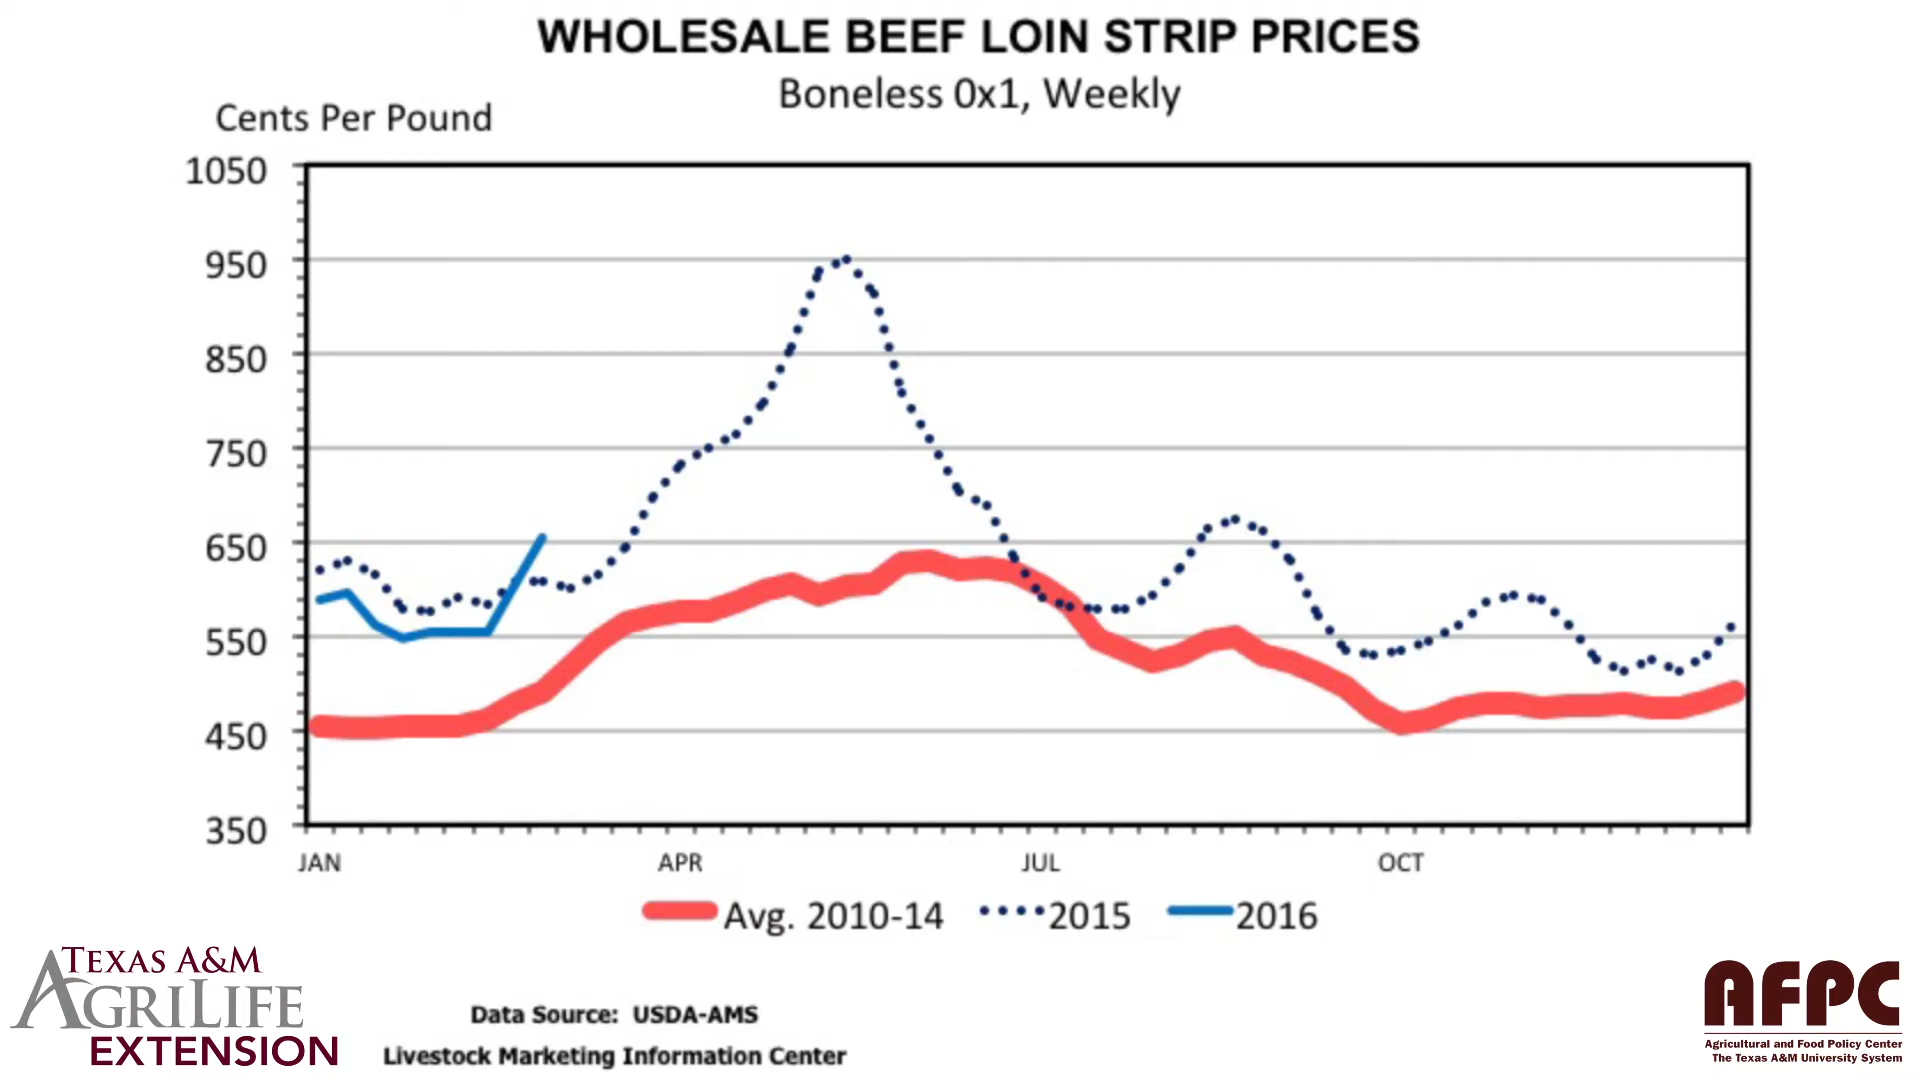 WHOLESALE BEEF LOIN STRIP PRICES
Boneless 0x1, Weekly
Cents Per Pound
1050
950
850
750
650
550
450
350
JAN APR JUL OCT
Avg. 2010-14 2015 2016
TEXAS A&M
AGRILIFE
EXTENSION
Data Source: USDA-AMS
Livestock Marketing Information Center
AFPC
Agricultural and Food Policy Center
The Texas A&M University System